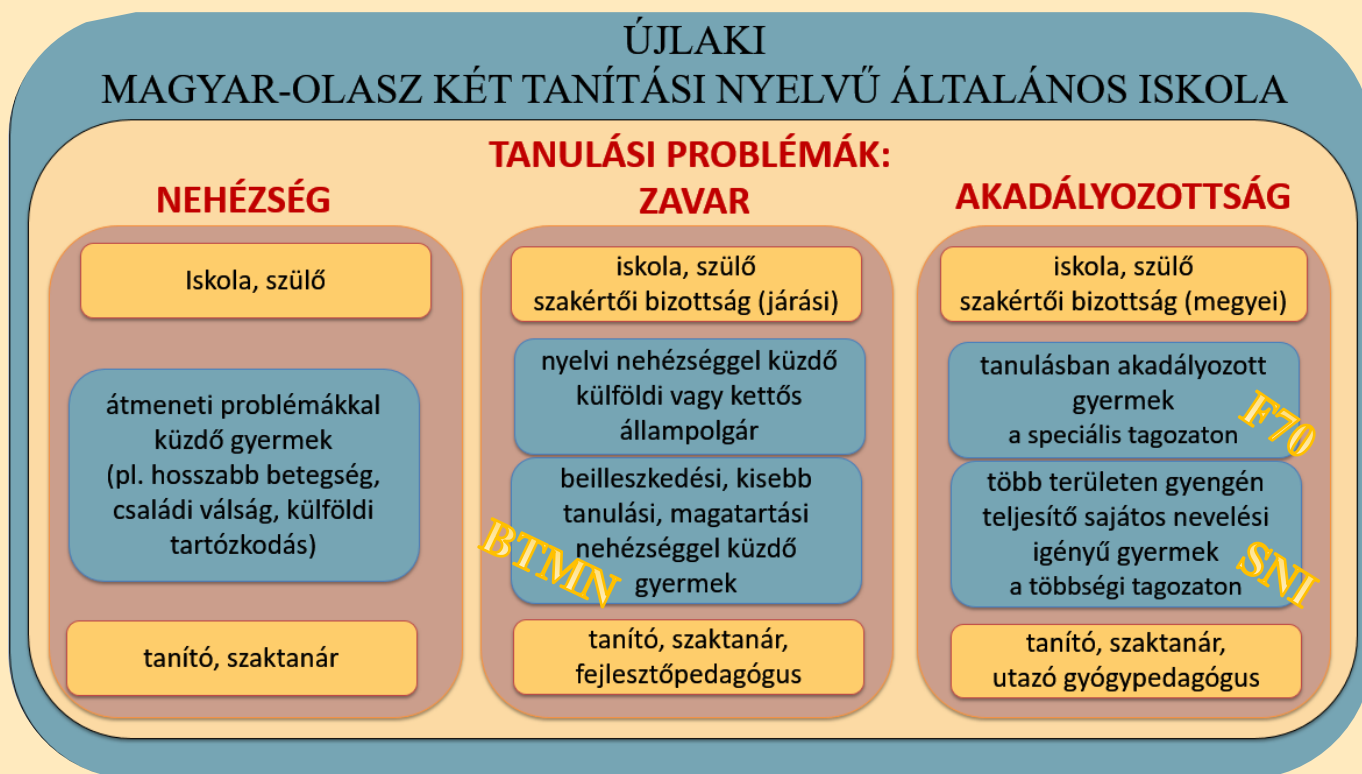 ÚJLAKI
MAGYAR-OLASZ KÉT TANÍTÁSI NYELVŰ ÁLTALÁNOS ISKOLA
TANULÁSI PROBLÉMÁK:
NEHÉZSÉG
Iskola, szülő
átmeneti problémákkal
küzdő gyermek
(pl. hosszabb betegség,
családi válság, külföldi
tartózkodás)
tanító, szaktanár
ZAVAR
iskola, szülő
szakértői bizottság (járási)
nyelvi nehézséggel küzdő
külföldi vagy kettős
állampolgár
beilleszkedési, kisebb
tanulási, magatartási
nehézséggel küzdő
gyermek
BTMN
tanító, szaktanár,
fejlesztőpedagógus
AKADÁLYOZOTTSÁG
iskola, szülő
szakértői bizottság (megyei)
tanulásban akadályozott
gyermek
a speciális tagozaton
F70
több területen gyengén
teljesítő sajátos nevelési
igényű gyermek
a többségi tagozaton
SNI
tanító, szaktanár,
utazó gyógypedagógus